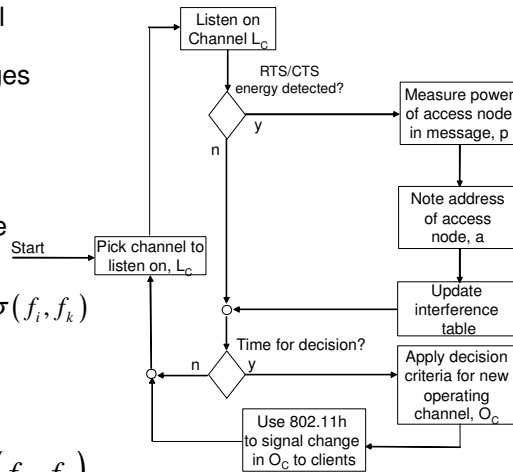 l
ges
e
σ(f_i, f_k)
Start
Pick channel to
listen on, L_C
Listen on
Channel L_C
RTS/CTS
energy detected?
y
n
Measure power
of access node
in message, p
Note address
of access
node, a
Update
interference
table
Time for decision?
n
y
Apply decision
criteria for new
operating
channel, O_C
Use 802.11h
to signal change
in O_C to clients